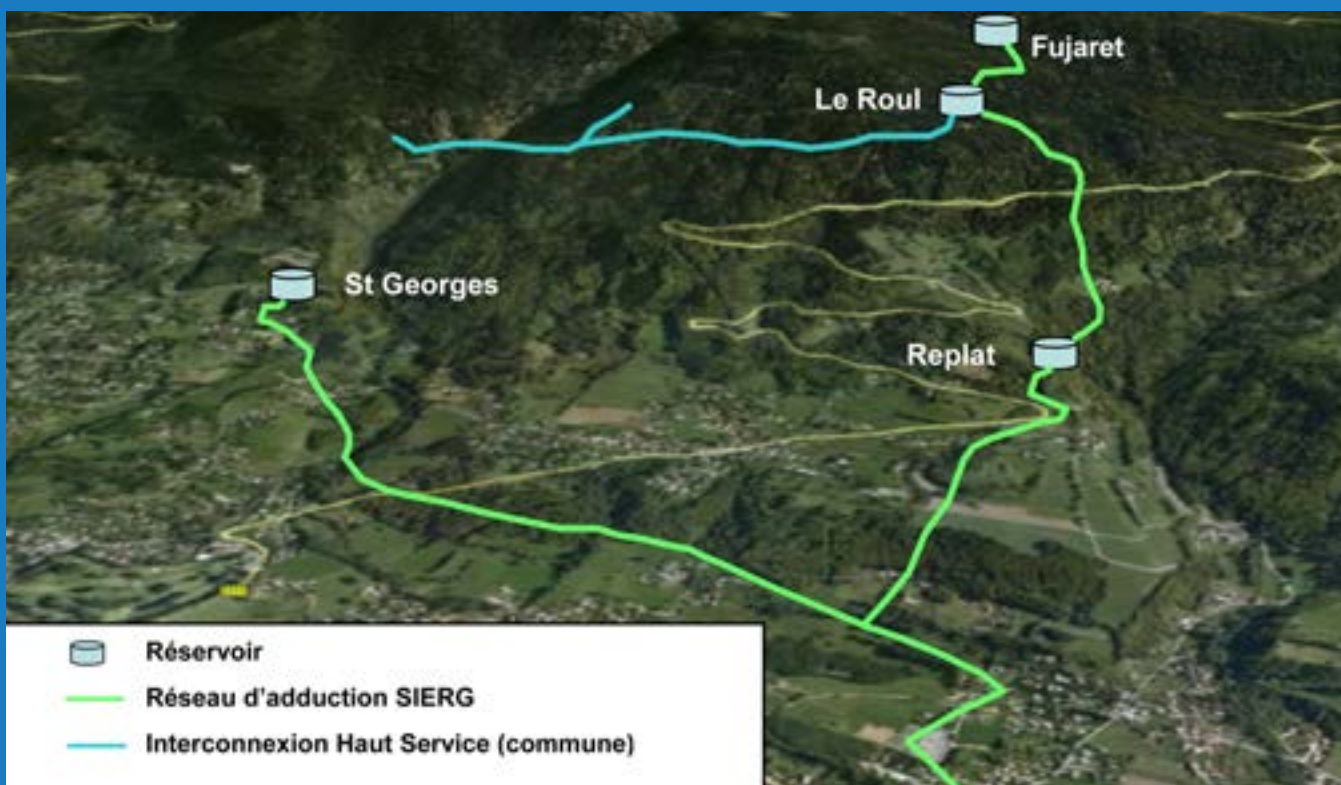 Fujaret
Le Roul
St Georges
Replat
Réservoir
Réseau d'adduction SIERG
Interconnexion Haut Service (commune)